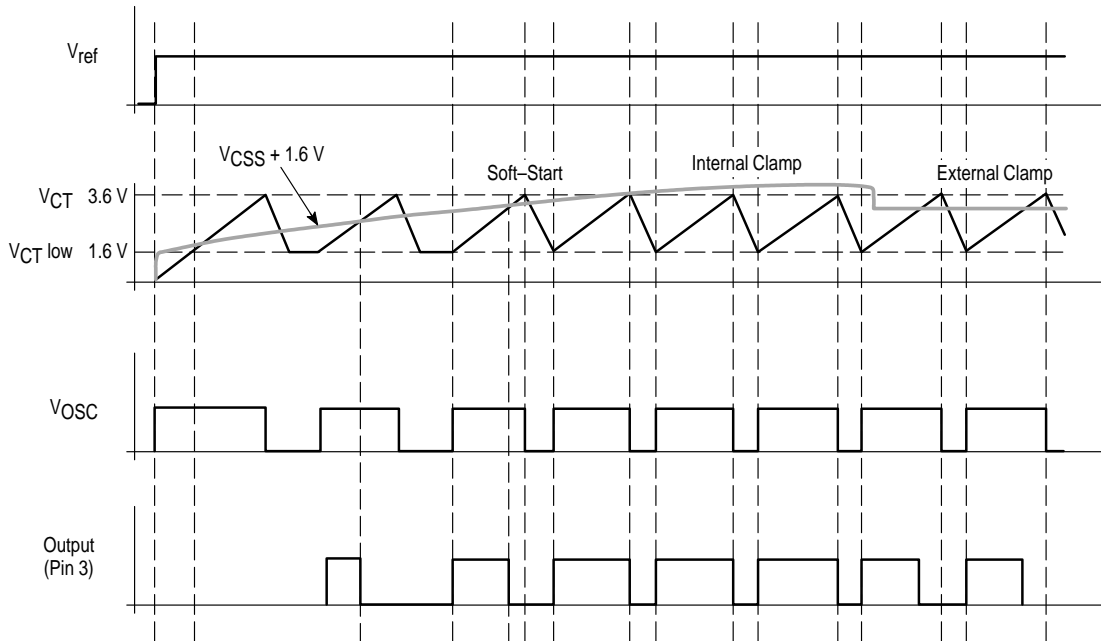 Vref
VCSS + 1.6 V
Soft–Start
Internal Clamp
External Clamp
VCT 3.6 V
VCT low 1.6 V
VOSC
Output
(Pin 3)